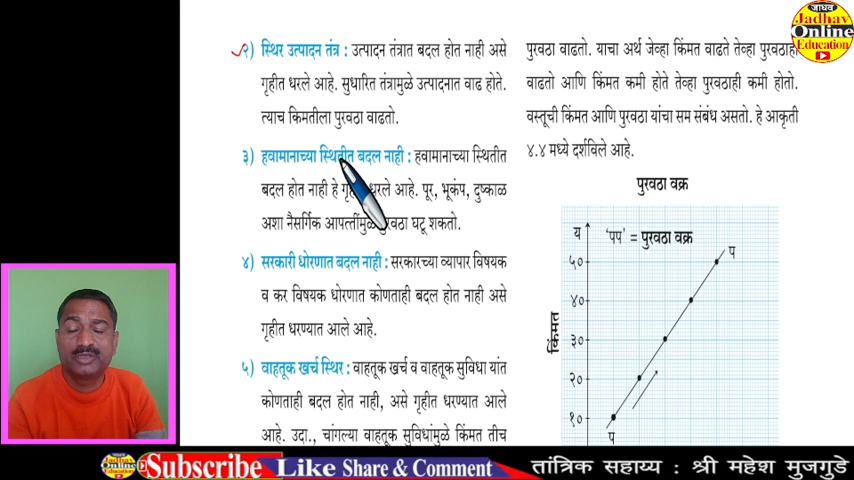 २) स्थिर उत्पादन तंत्र : उत्पादन तंत्रात बदल होत नाही असे
गृहीत धरले आहे. सुधारित तंत्रामुळे उत्पादनात वाढ होते.
त्याच किमतीला पुरवठा वाढतो.
३) हवामानाच्या स्थितीत बदल नाही : हवामानाच्या स्थितीत
बदल होत नाही हे धरले आहे. पूर, भूकंप, दुष्काळ
अशा नैसर्गिक आपत्तींमुळे पुरवठा घटू शकतो.
४) सरकारी धोरणात बदल नाही : सरकारच्या व्यापार विषयक
व कर विषयक धोरणात कोणताही बदल होत नाही असे
गृहीत धरण्यात आले आहे.
५) वाहतूक खर्च स्थिर : वाहतूक खर्च व वाहतूक सुविधा यांत
कोणताही बदल होत नाही, असे गृहीत धरण्यात आले
आहे. उदा., चांगल्या वाहतूक सुविधांमुळे किंमत तीच
पुरवठा वाढतो. याचा अर्थ जेव्हा किंमत वाढते तेव्हा पुरवठाही
वाढतो आणि किंमत कमी होते तेव्हा पुरवठाही कमी होतो.
वस्तूची किंमत आणि पुरवठा यांचा सम संबंध असतो. हे आकृती
४.४ मध्ये दर्शविले आहे.
पुरवठा वक्र
य
'पप' = पुरवठा वक्र
प
५०
४०
३०
२०
१०
किंमत
प
जाधव
Jadhav
Online
Education
Jadhav
Online
Education
Subscribe Like Share & Comment
तांत्रिक सहाय्य : श्री महेश मुजगुडे